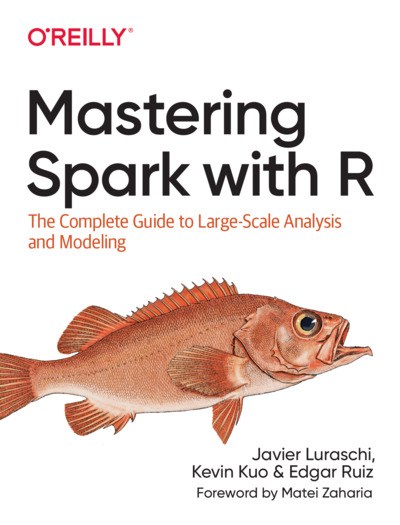 O'REILLY®
Mastering
Spark with R
The Complete Guide to Large-Scale Analysis
and Modeling
Javier Luraschi,
Kevin Kuo & Edgar Ruiz
Foreword by Matei Zaharia